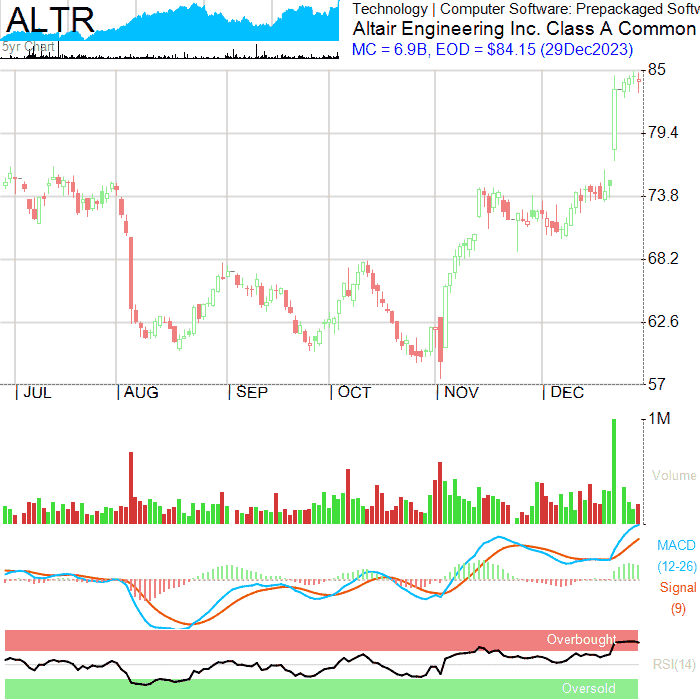 ALTR
Technology | Computer Software: Prepackaged Softw
Altair Engineering Inc. Class A Common
5yr Chart
MC = 6.9B, EOD = $84.15 (29Dec2023)
85
79.4
73.8
68.2
62.6
57
JUL AUG SEP OCT NOV DEC
1M
Volume
MACD
(12-26)
Signal
(9)
Overbought
RSI(14)
Oversold